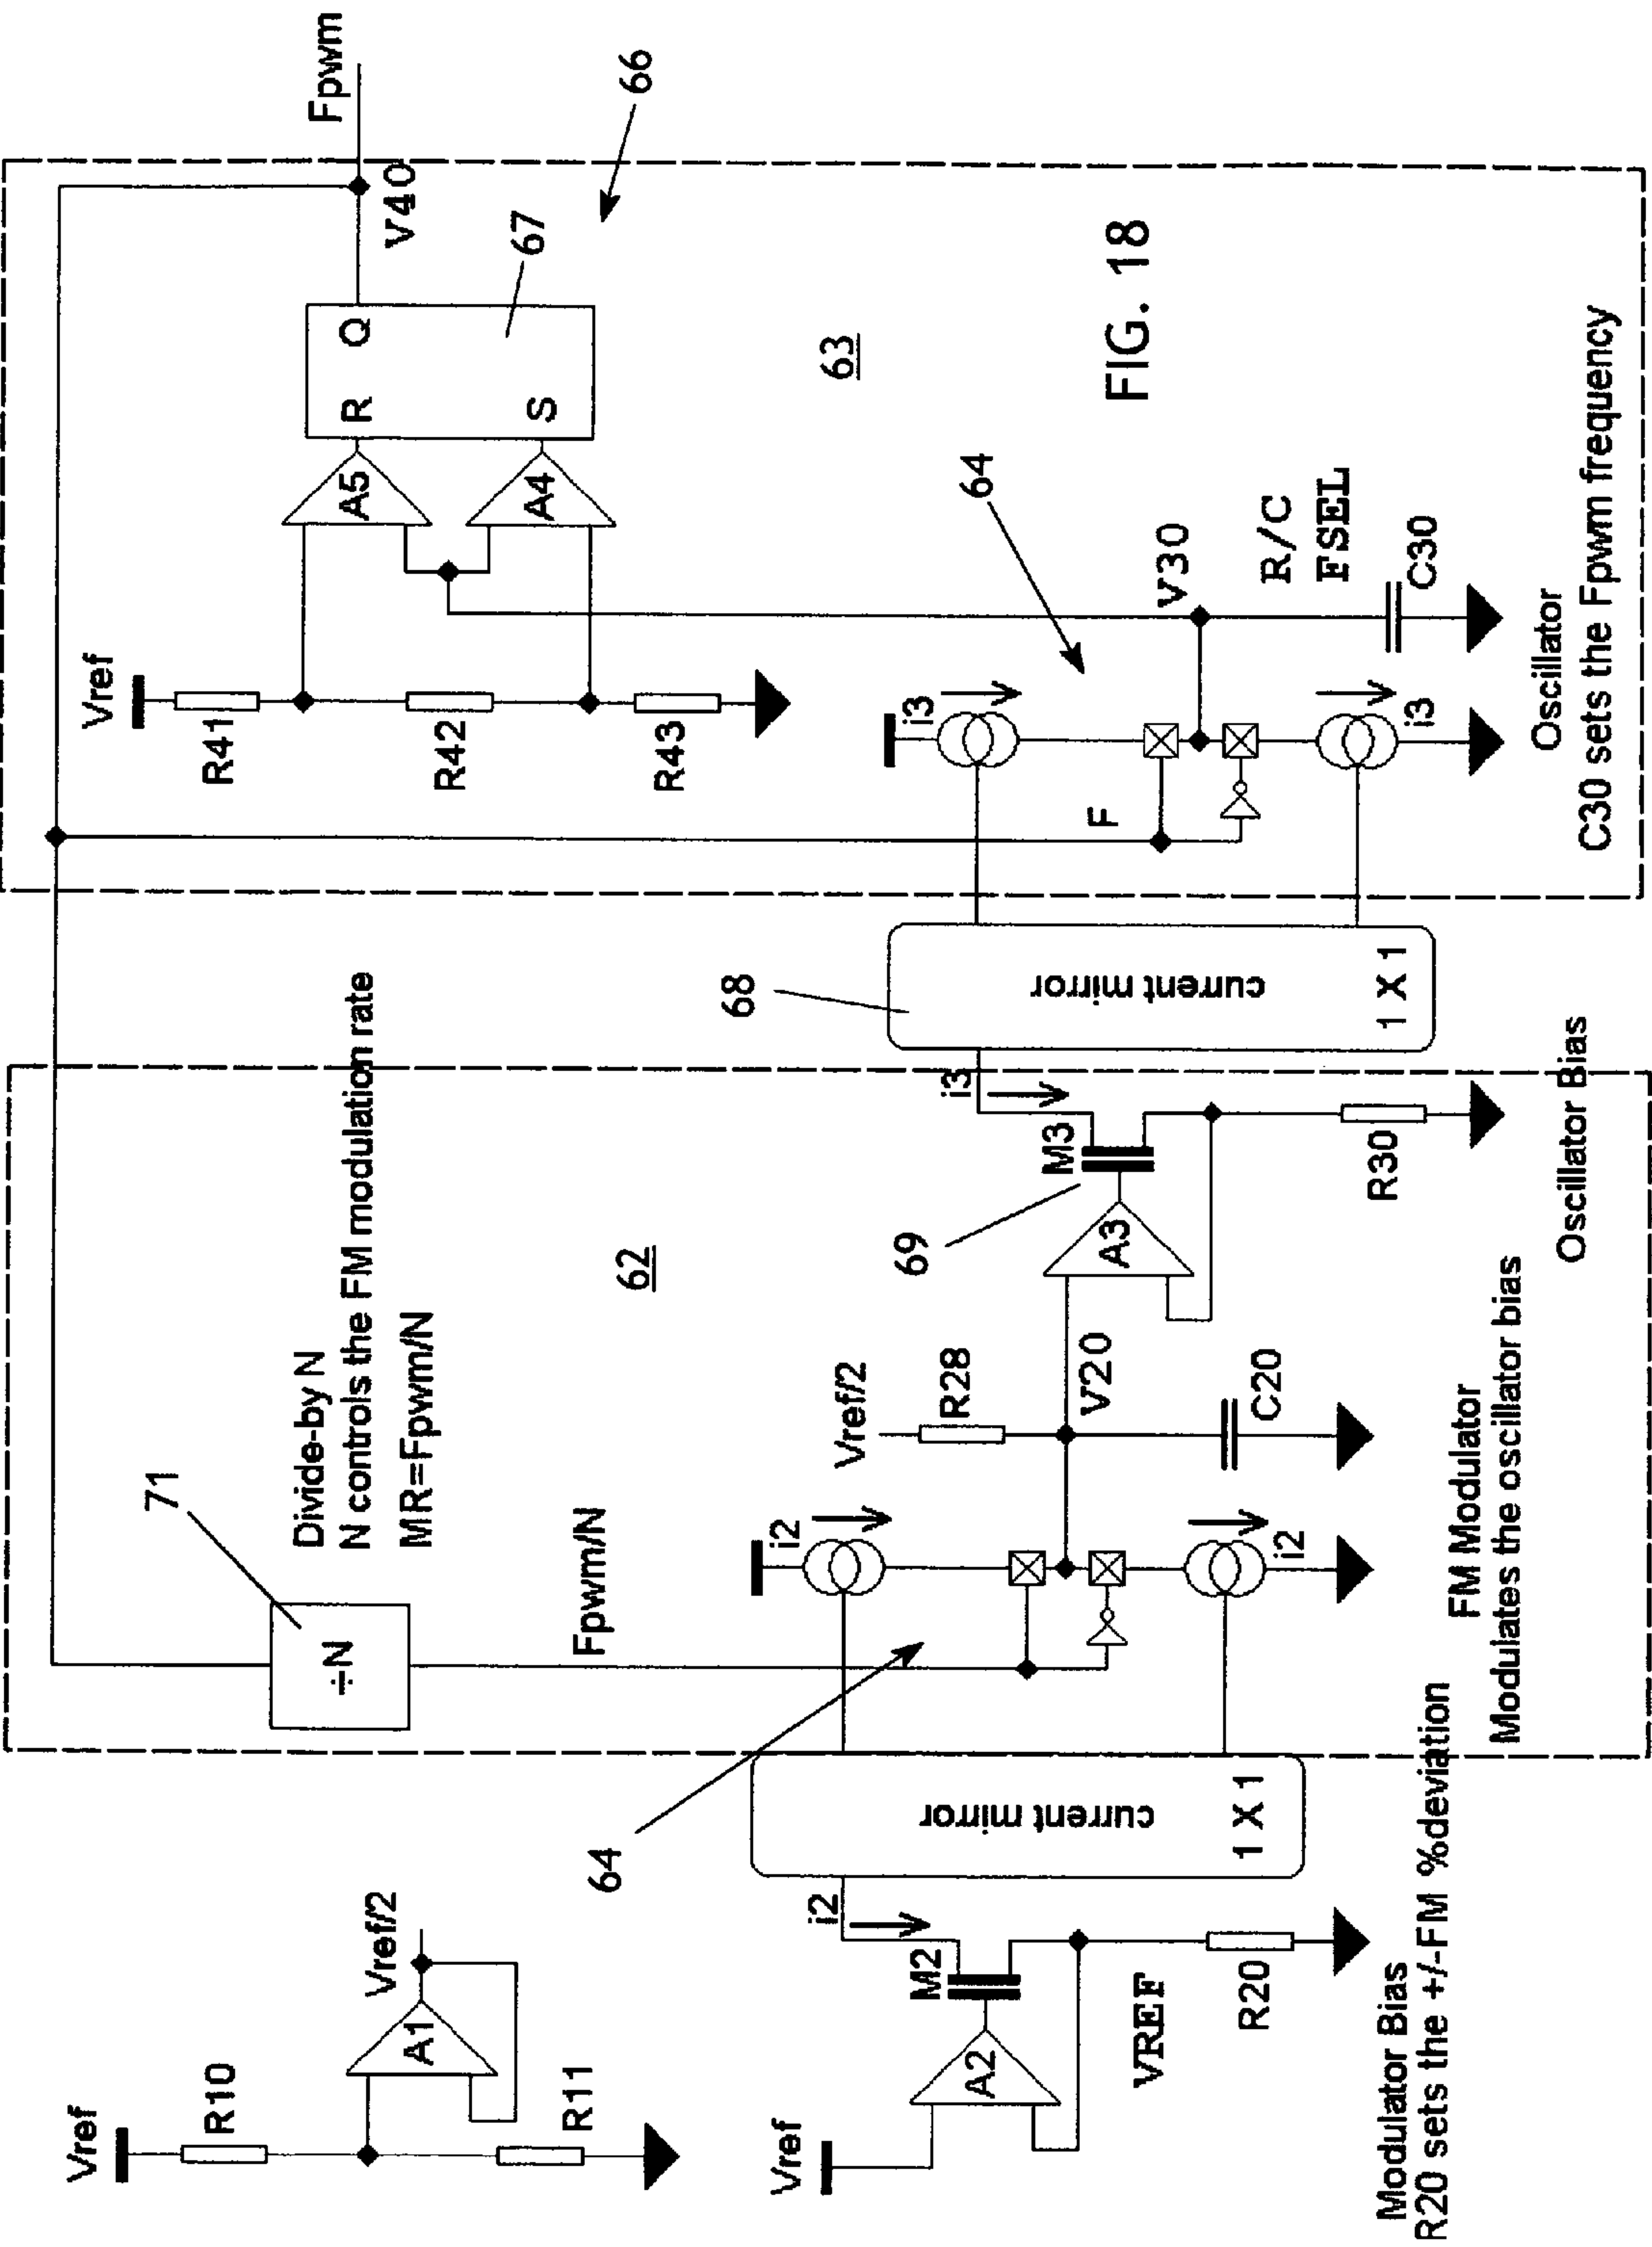 Vref
R10
R11
A1
Vref/2
Vref
A2
M2
i2
VREF
R20
Modulator Bias
R20 sets the +/-FM %deviation
current mirror
1 X 1
64
71
÷N
Divide-by N
N controls the FM modulation rate
MR=Fpwm/N
Fpwm/N
i2
i2
Vref/2
R28
V20
C20
62
69
A3
M3
i3
R30
FM Modulator
Modulates the oscillator bias
Oscillator Bias
68
current mirror
1 X 1
Vref
R41
R42
R43
A5
A4
R
S
Q
67
V40
Fpwm
66
63
64
F
i3
i3
V30
R/C
FSEL
C30
Oscillator
C30 sets the Fpwm frequency
FIG. 18